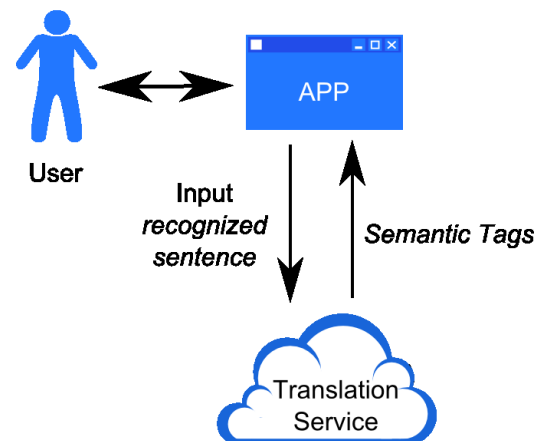 APP
User
Input
recognized
sentence
Semantic Tags
Translation
Service